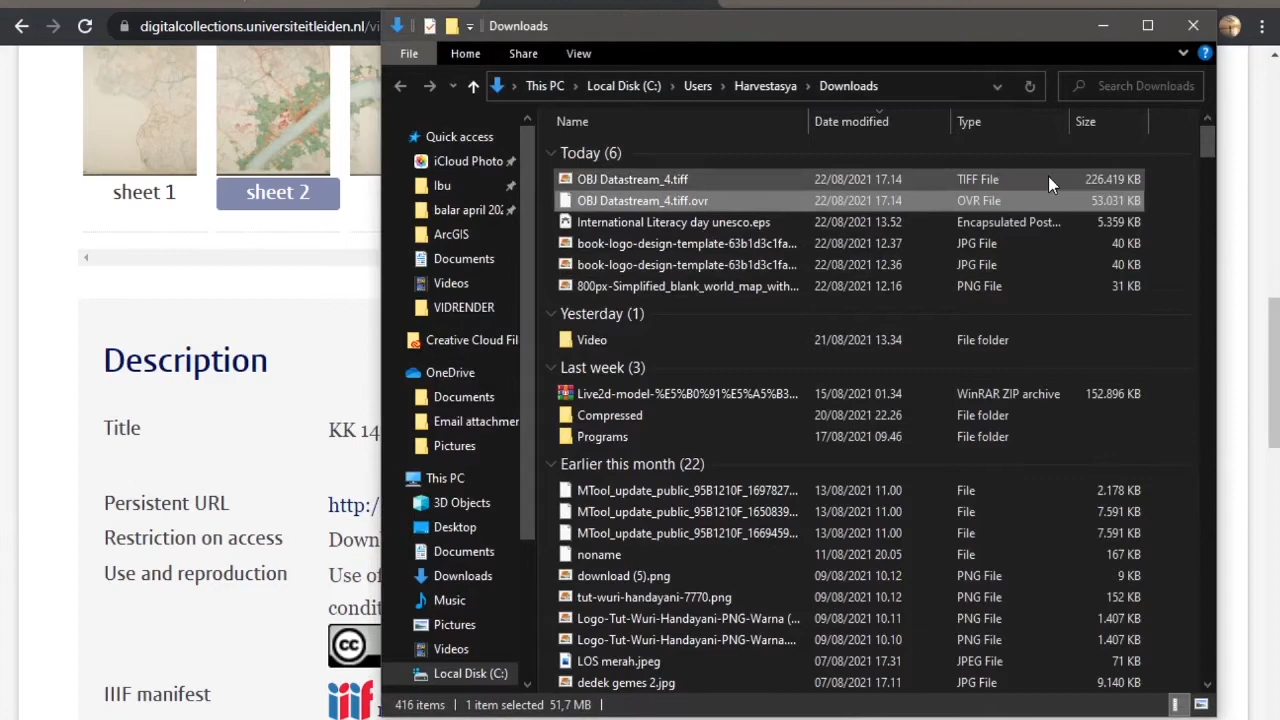 digitalcollections.universiteitleiden.nl/vi
sheet 1
sheet 2
Description
Title
KK 14
Persistent URL
http:/
Restriction on access
Down
Use and reproduction
Use of
condit
cc
IIIF manifest
iiif
Downloads
File
Home
Share
View
This PC
Local Disk (C:)
Users
Harvestasya
Downloads
Search Downloads
Quick access
iCloud Photo
Ibu
balar april 202
ArcGIS
Documents
Videos
VIDRENDER
Creative Cloud Fil
OneDrive
Documents
Email attachmer
Pictures
This PC
3D Objects
Desktop
Documents
Downloads
Music
Pictures
Videos
Local Disk (C:)
Name Date modified Type Size
Today (6)
OBJ Datastream_4.tiff 22/08/2021 17.14 TIFF File 226.419 KB
OBJ Datastream_4.tiff.ovr 22/08/2021 17.14 OVR File 53.031 KB
International Literacy day unesco.eps 22/08/2021 13.52 Encapsulated Post... 5.359 KB
book-logo-design-template-63b1d3c1fa... 22/08/2021 12.37 JPG File 40 KB
book-logo-design-template-63b1d3c1fa... 22/08/2021 12.36 JPG File 40 KB
800px-Simplified_blank_world_map_with... 22/08/2021 12.16 PNG File 31 KB
Yesterday (1)
Video 21/08/2021 13.34 File folder
Last week (3)
Live2d-model-%E5%B0%91%E5%A5%B3... 15/08/2021 01.34 WinRAR ZIP archive 152.896 KB
Compressed 20/08/2021 22.26 File folder
Programs 17/08/2021 09.46 File folder
Earlier this month (22)
MTool_update_public_95B1210F_1697827... 13/08/2021 11.00 File 2.178 KB
MTool_update_public_95B1210F_1650839... 13/08/2021 11.00 File 7.591 KB
MTool_update_public_95B1210F_1669459... 13/08/2021 11.00 File 7.591 KB
noname 11/08/2021 20.05 File 167 KB
download (5).png 09/08/2021 10.12 PNG File 9 KB
tut-wuri-handayani-7770.png 09/08/2021 10.12 PNG File 152 KB
Logo-Tut-Wuri-Handayani-PNG-Warna (... 09/08/2021 10.11 PNG File 1.407 KB
Logo-Tut-Wuri-Handayani-PNG-Warna.... 09/08/2021 10.10 PNG File 1.407 KB
LOS merah.jpeg 07/08/2021 17.31 JPEG File 71 KB
dedek gemes 2.jpg 07/08/2021 17.11 JPG File 9.140 KB
416 items 1 item selected 51,7 MB